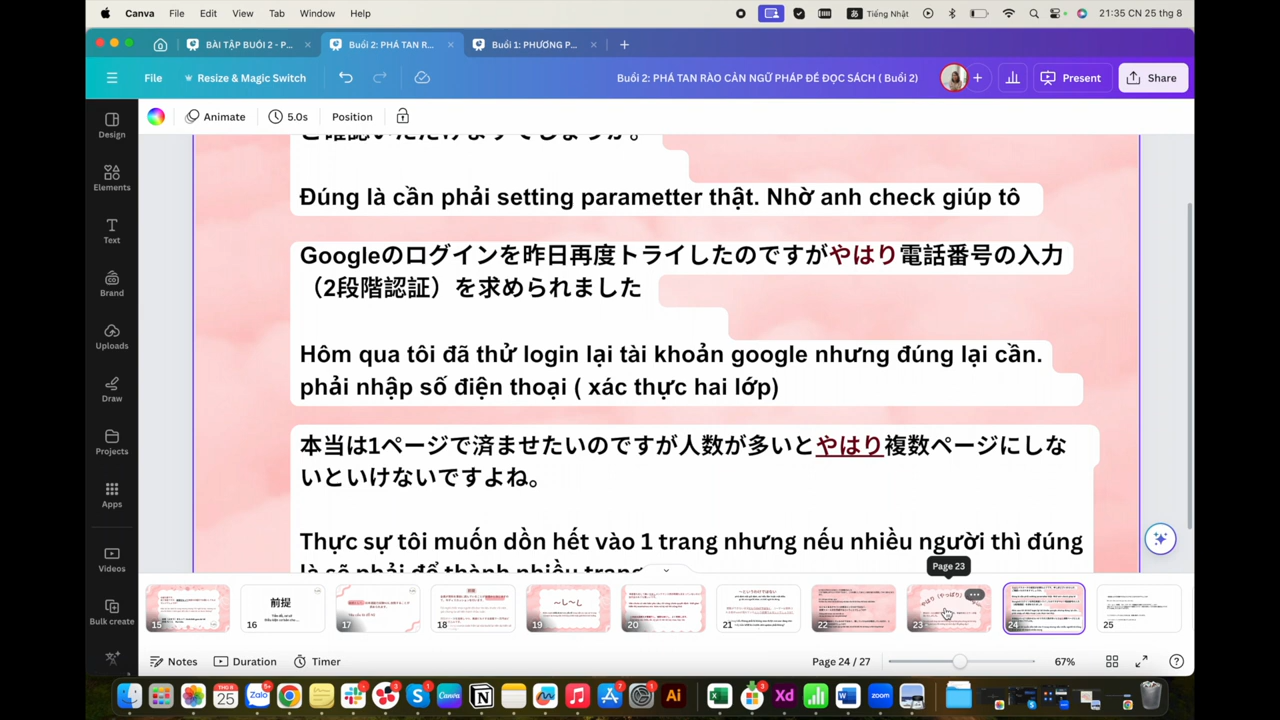 Canva File Edit View Tab Window Help
あ Tiếng Nhật 21:35 CN 25 thg 8
BÀI TẬP BUỔI 2 - P...
Buổi 2: PHÁ TAN R...
Buổi 1: PHƯƠNG P...
File Resize & Magic Switch
Buổi 2: PHÁ TAN RÀO CẢN NGỮ PHÁP ĐỂ ĐỌC SÁCH ( Buổi 2)
Present
Share
Animate 5.0s Position
Design
Elements
Text
Brand
Uploads
Draw
Projects
Apps
Videos
Bulk create
Đúng là cần phải setting parametter thật. Nhờ anh check giúp tô
Googleのログインを昨日再度トライしたのですがやはり電話番号の入力
（2段階認証）を求められました
Hôm qua tôi đã thử login lại tài khoản google nhưng đúng lại cần.
phải nhập số điện thoại ( xác thực hai lớp)
本当は1ページで済ませたいのですが人数が多いとやはり複数ページにしな
いといけないですよね。
Thực sự tôi muốn dồn hết vào 1 trang nhưng nếu nhiều người thì đúng
là sẽ phải để thành nhiều trang
Page 23
前提
〜し〜し
15 16 17 18 19 20 21 22 23 24 25
Notes Duration Timer
Page 24 / 27
67%